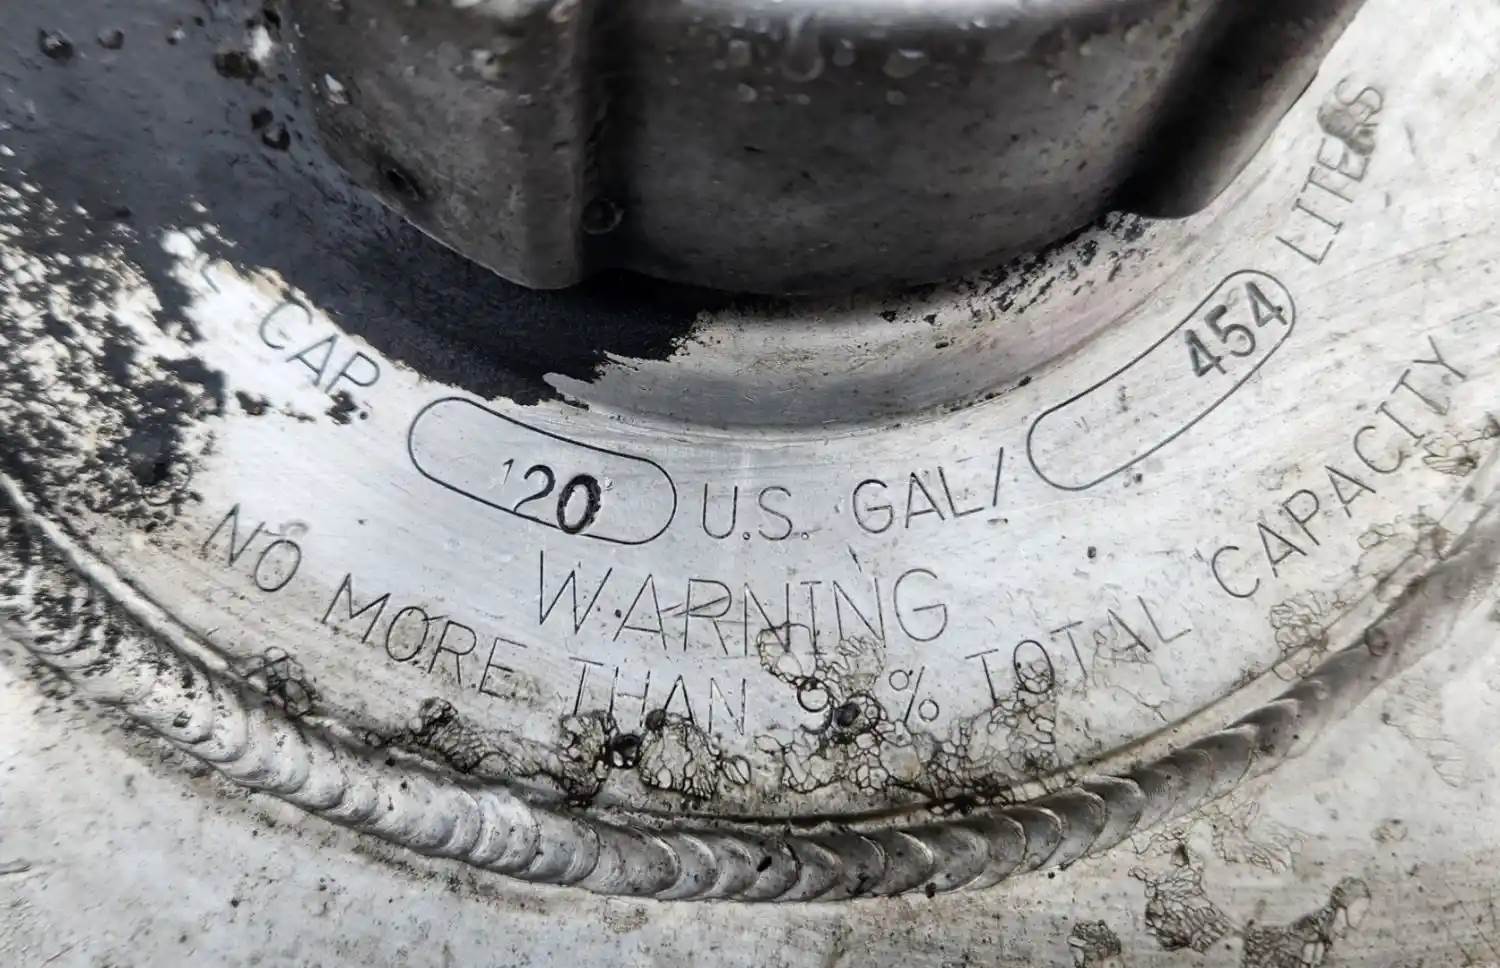 CAP. 120 U.S. GAL/ 454 LITERS
WARNING
NO MORE THAN % TOTAL CAPACITY